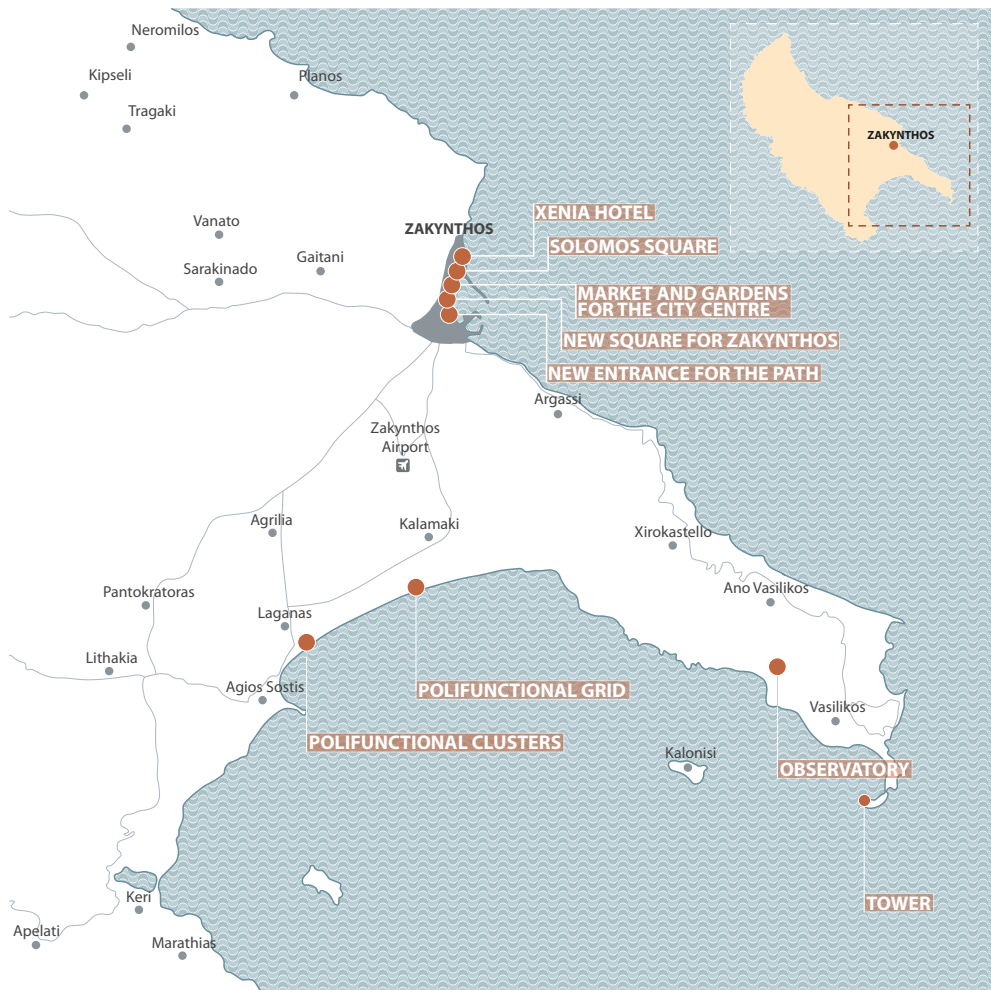 Neromilos
Kipseli
Planos
Tragaki
ZAKYNTHOS
XENIA HOTEL
Vanato
ZAKYNTHOS
SOLOMOS SQUARE
Gaitani
Sarakinado
MARKET AND GARDENS
FOR THE CITY CENTRE
NEW SQUARE FOR ZAKYNTHOS
NEW ENTRANCE FOR THE PATH
Argassi
Zakynthos
Airport
Agrilia
Kalamaki
Xirokastello
Ano Vasilikos
Pantokratoras
Laganas
Lithakia
Agios Sostis
POLIFUNCTIONAL GRID
Vasilikos
POLIFUNCTIONAL CLUSTERS
Kalonisi
OBSERVATORY
Keri
TOWER
Apelati
Marathias